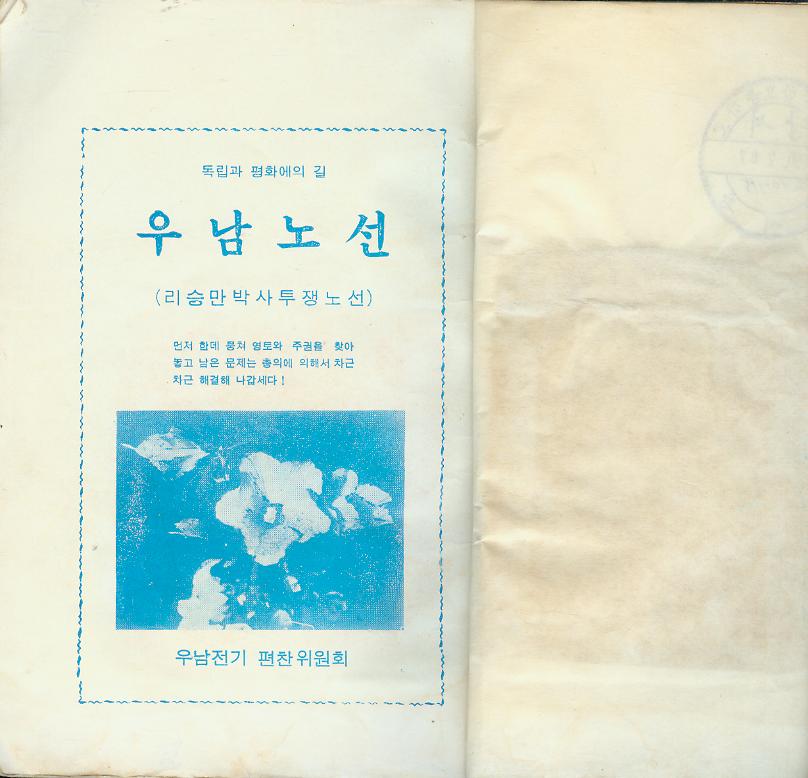 독립과 평화에의 길
우남노선
(리승만박사투쟁노선)
먼저 한데 뭉쳐 영토와 주권을 찾아
놓고 남은 문제는 총의에 의해서 차근
차근 해결해 나갑세다!
우남전기 편찬위원회